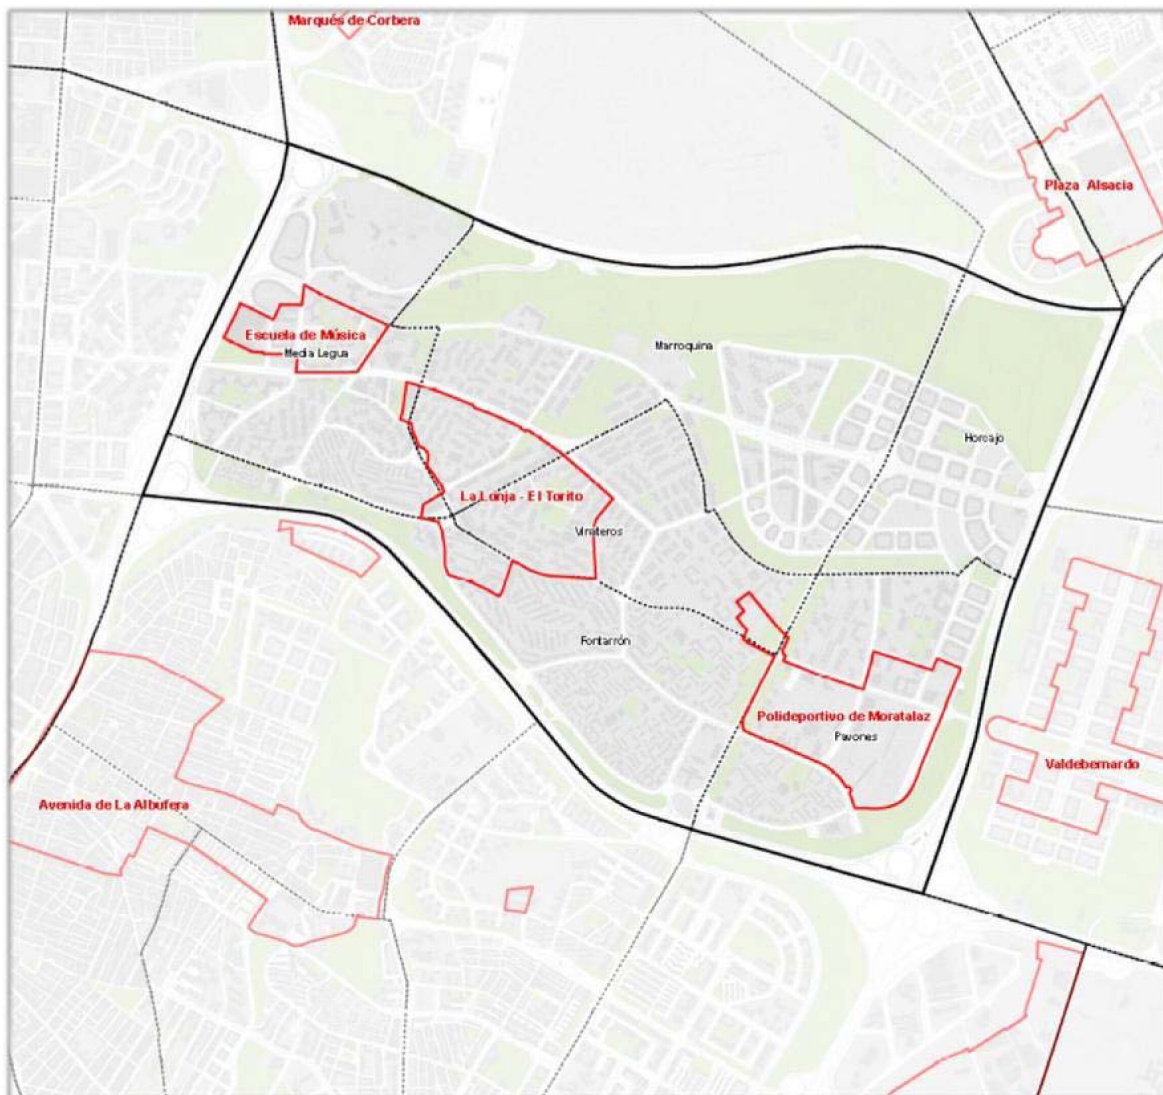 Marqués de Corbera
Plaza Alsacia
Escuela de Música
Media Legua
Marroquina
Horcajo
La Lonja - El Torito
Vinateros
Fontarrón
Polideportivo de Moratalaz
Pavones
Valdebernardo
Avenida de La Albufera